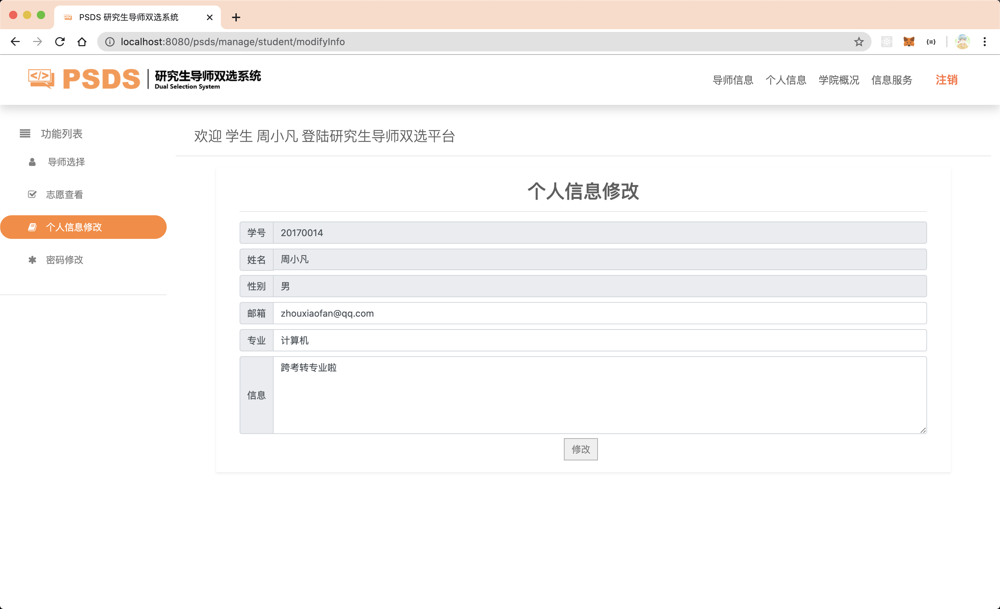 PSDS 研究生导师双选系统
localhost:8080/psds/manage/student/modifyInfo
</> PSDS 研究生导师双选系统
Dual Selection System
导师信息 个人信息 学院概况 信息服务 注销
功能列表
导师选择
志愿查看
个人信息修改
密码修改
欢迎 学生 周小凡 登陆研究生导师双选平台
个人信息修改
学号 20170014
姓名 周小凡
性别 男
邮箱 zhouxiaofan@qq.com
专业 计算机
信息 跨考转专业啦
修改